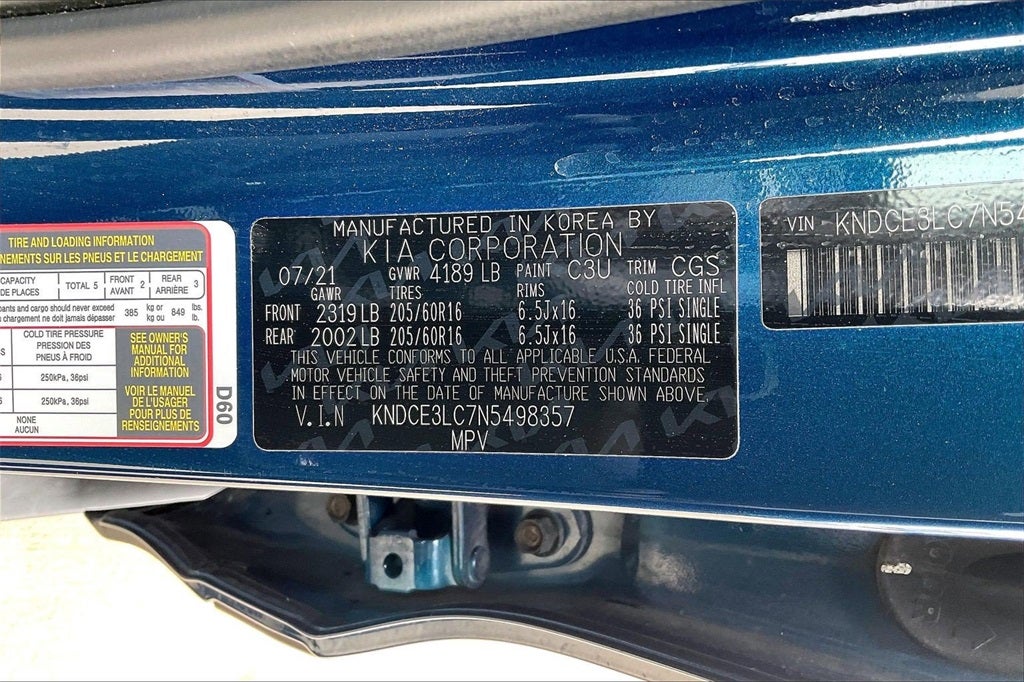 TIRE AND LOADING INFORMATION
NEMENTS SUR LES PNEUS ET LE CHARGEMENT
CAPACITY
DE PLACES
TOTAL 5
FRONT
AVANT 2
REAR
ARRIÈRE 3
pants and cargo should never exceed
chargement ne doit jamais dépasser
385 kg or kg ou 849 lbs. lb.
COLD TIRE PRESSURE
PRESSION DES
PNEUS À FROID
250kPa, 36psi
250kPa, 36psi
NONE
AUCUN
SEE OWNER'S
MANUAL FOR
ADDITIONAL
INFORMATION
VOIR LE MANUEL
DE L'USAGER
POUR PLUS DE
RENSEIGNEMENTS
D60
MANUFACTURED IN KOREA BY
KIA CORPORATION
07/21 GVWR 4189 LB PAINT C3U TRIM CGS
GAWR TIRES RIMS COLD TIRE INFL
FRONT 2319 LB 205/60R16 6.5Jx16 36 PSI SINGLE
REAR 2002 LB 205/60R16 6.5Jx16 36 PSI SINGLE
THIS VEHICLE CONFORMS TO ALL APPLICABLE U.S.A. FEDERAL
MOTOR VEHICLE SAFETY AND THEFT PREVENTION STANDARDS
IN EFFECT ON THE DATE OF MANUFACTURE SHOWN ABOVE.
V.I.N KNDCE3LC7N5498357
MPV
VIN - KNDCE3LC7N54